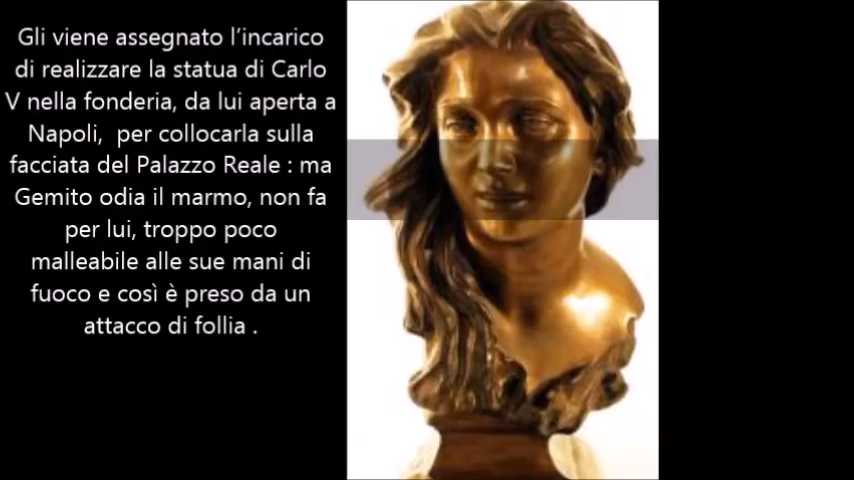 Gli viene assegnato l’incarico
di realizzare la statua di Carlo
V nella fonderia, da lui aperta a
Napoli,  per collocarla sulla
facciata del Palazzo Reale : ma
Gemito odia il marmo, non fa
per lui, troppo poco
malleabile alle sue mani di
fuoco e così è preso da un
attacco di follia .